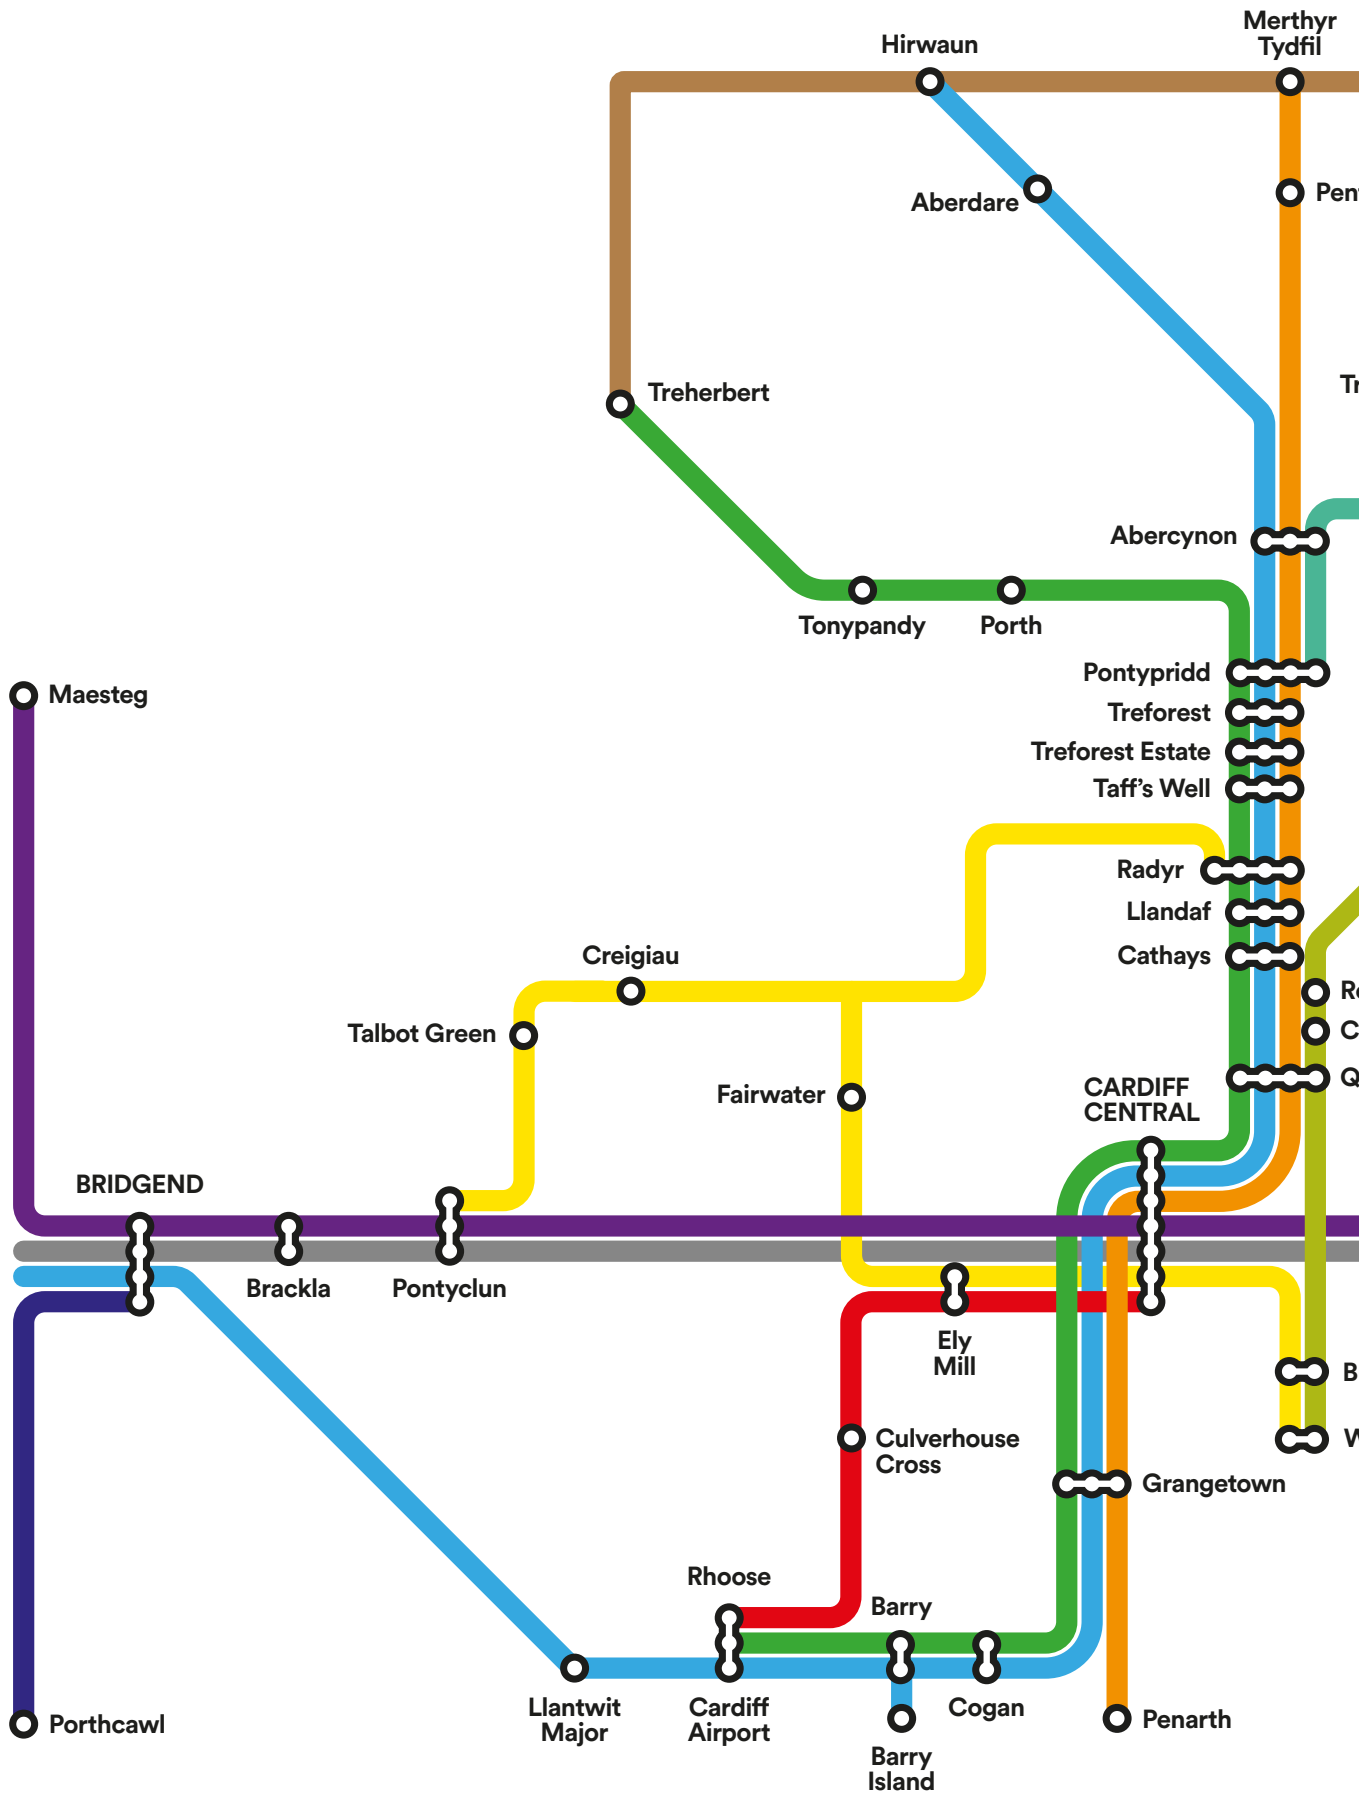 Merthyr
Tydfil
Hirwaun
Aberdare
Treherbert
Abercynon
Tonypandy
Porth
Pontypridd
Maesteg
Treforest
Treforest Estate
Taff's Well
Radyr
Llandaf
Creigiau
Cathays
Talbot Green
Fairwater
CARDIFF
CENTRAL
BRIDGEND
Brackla
Pontyclun
Ely
Mill
Culverhouse
Cross
Grangetown
Rhoose
Barry
Llantwit
Major
Cardiff
Airport
Cogan
Porthcawl
Penarth
Barry
Island